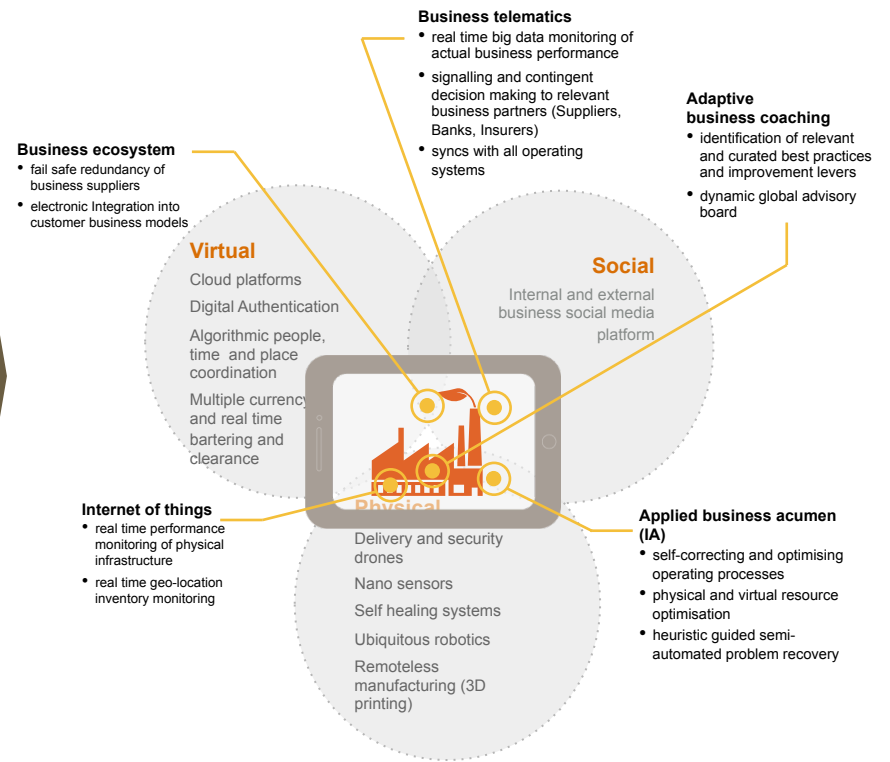 Business telematics
• real time big data monitoring of
actual business performance
• signalling and contingent
decision making to relevant
business partners (Suppliers,
Banks, Insurers)
• syncs with all operating
systems
Adaptive
business coaching
• identification of relevant
and curated best practices
and improvement levers
• dynamic global advisory
board
Business ecosystem
• fail safe redundancy of
business suppliers
• electronic Integration into
customer business models
Virtual
Cloud platforms
Digital Authentication
Algorithmic people,
time and place
coordination
Multiple currency
and real time
bartering and
clearance
Social
Internal and external
business social media
platform
Internet of things
• real time performance
monitoring of physical
infrastructure
• real time geo-location
inventory monitoring
Physical
Delivery and security
drones
Nano sensors
Self healing systems
Ubiquitous robotics
Remoteless
manufacturing (3D
printing)
Applied business acumen
(IA)
• self-correcting and optimising
operating processes
• physical and virtual resource
optimisation
• heuristic guided semi-
automated problem recovery